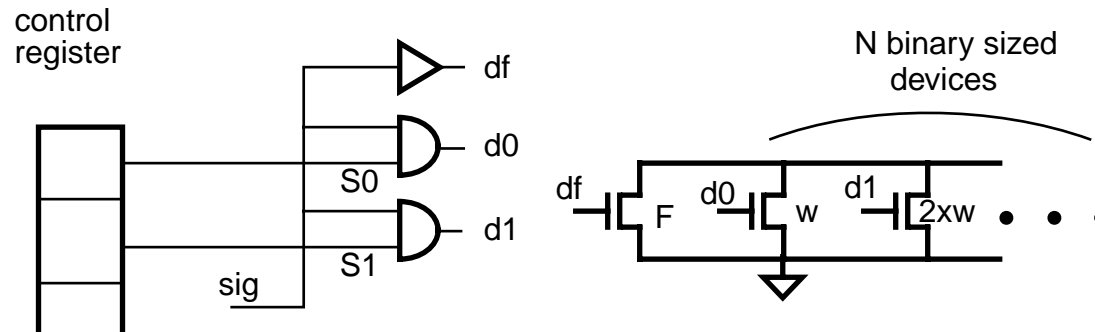 control
register
df
d0
S0
d1
S1
sig
N binary sized
devices
df
F
d0
w
d1
2xw